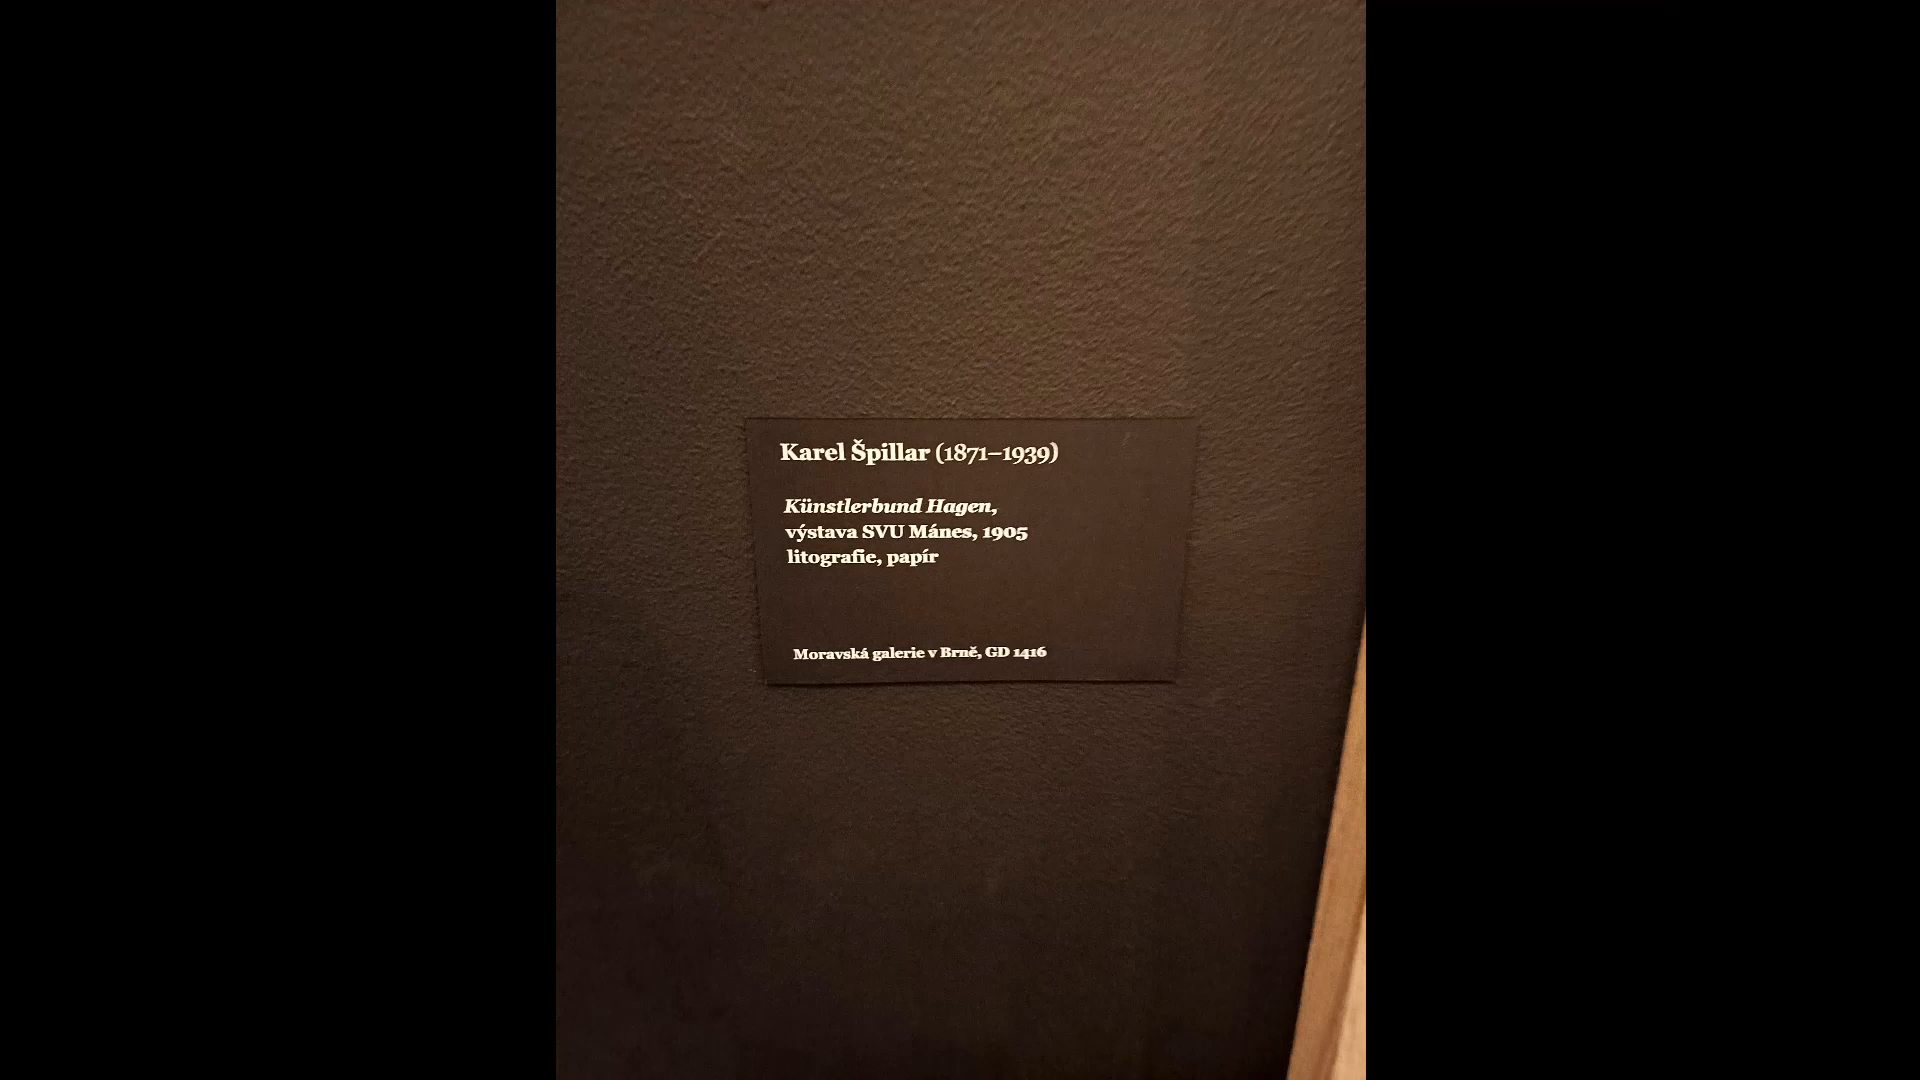 Karel Špillar (1871–1939)
Künstlerbund Hagen,
výstava SVU Mánes, 1905
litografie, papír
Moravská galerie v Brně, GD 1416